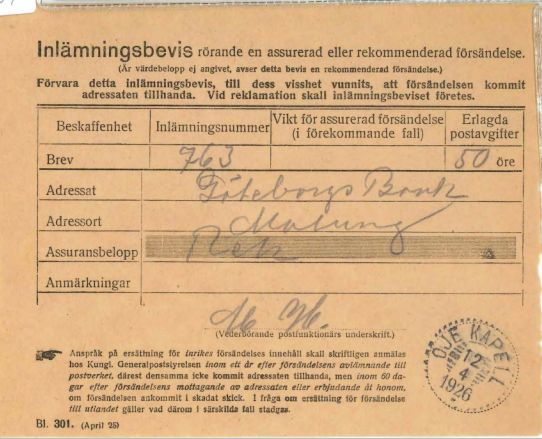 Inlämningsbevis rörande en assurerad eller rekommenderad försändelse.
(Är värdebelopp ej angivet, avser detta bevis en rekommenderad försändelse.)
Förvara detta inlämningsbevis, till dess visshet vunnits, att försändelsen kommit
adressaten tillhanda. Vid reklamation skall inlämningsbeviset företes.
Beskaffenhet Inlämningsnummer Vikt för assurerad försändelse (i förekommande fall) Erlagda postavgifter
Brev 763 50 öre
Adressat Göteborgs Bank
Adressort Malung
Assuransbelopp Rek
Anmärkningar
(Vederbörande postfunktionärs underskrift.)
Anspråk på ersättning för inrikes försändelses innehåll skall skriftligen anmälas
hos Kungl. Generalpoststyrelsen inom ett år efter försändelsens avlämnande till
postverket, därest densamma icke kommit adressaten tillhanda, men inom 60 da-
gar efter försändelsens mottagande av adressaten eller erbjudande åt honom,
om försändelsen ankommit i skadat skick. I fråga om ersättning för försändelse
till utlandet gäller vad därom i särskilda fall stadgas.
ÖJE KAPELL
12
4
1926
Bl. 301. (April 25)